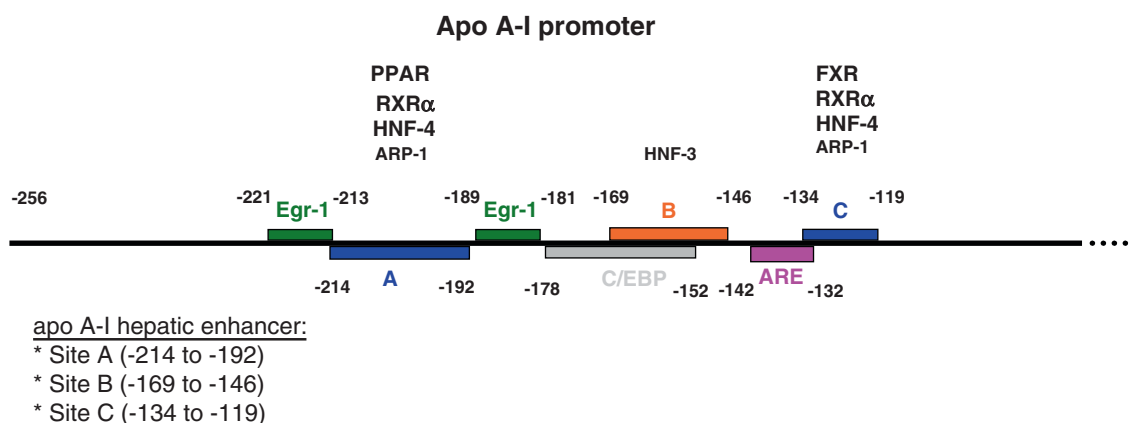 Apo A-I promoter
PPAR
RXRα
HNF-4
ARP-1
HNF-3
FXR
RXRα
HNF-4
ARP-1
-256
-221
-213
-189
-181
-169
-146
-134
-119
Egr-1
Egr-1
B
C
A
C/EBP
ARE
-214
-192
-178
-152
-142
-132
apo A-I hepatic enhancer:
* Site A (-214 to -192)
* Site B (-169 to -146)
* Site C (-134 to -119)